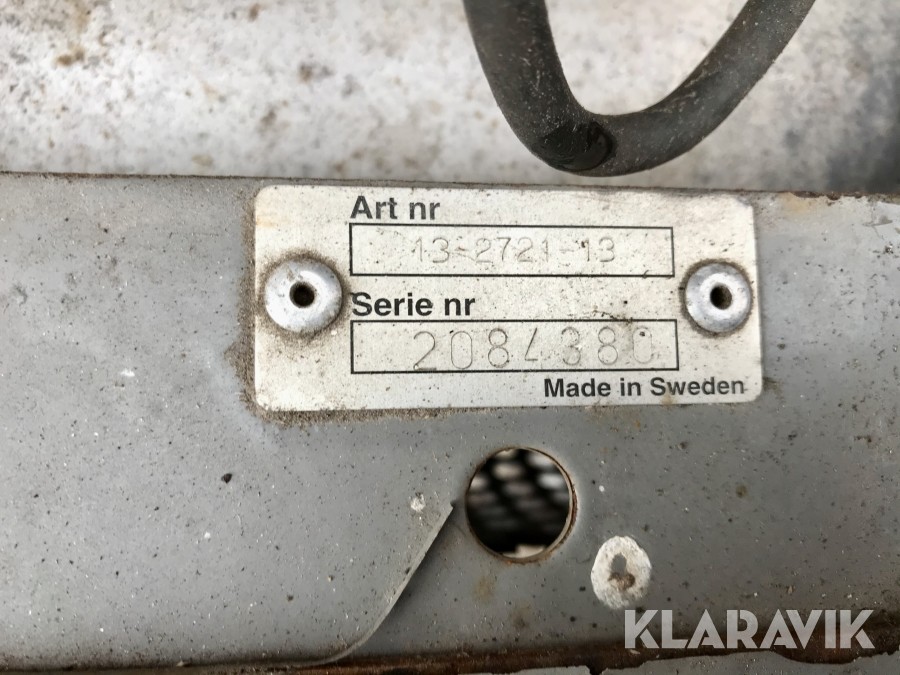 Art nr
13-2721-13
Serie nr
2084380
Made in Sweden
KLARAVIK